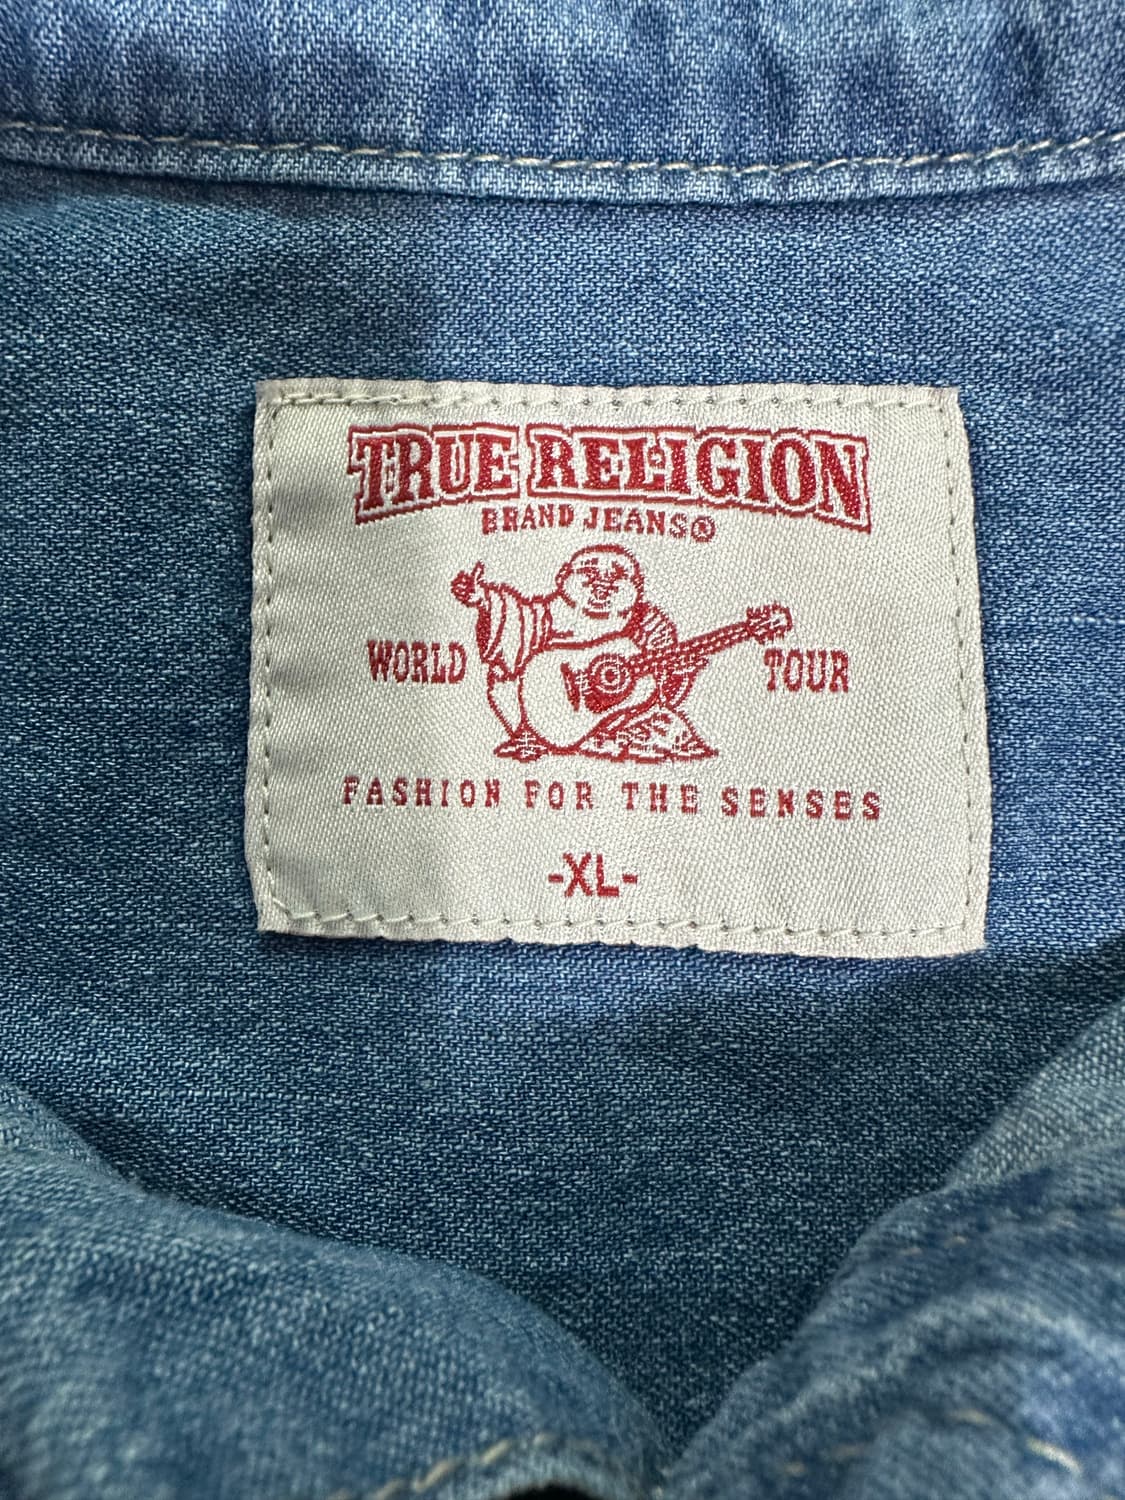 TRUE RELIGION
BRAND JEANS®
WORLD TOUR
FASHION FOR THE SENSES
-XL-